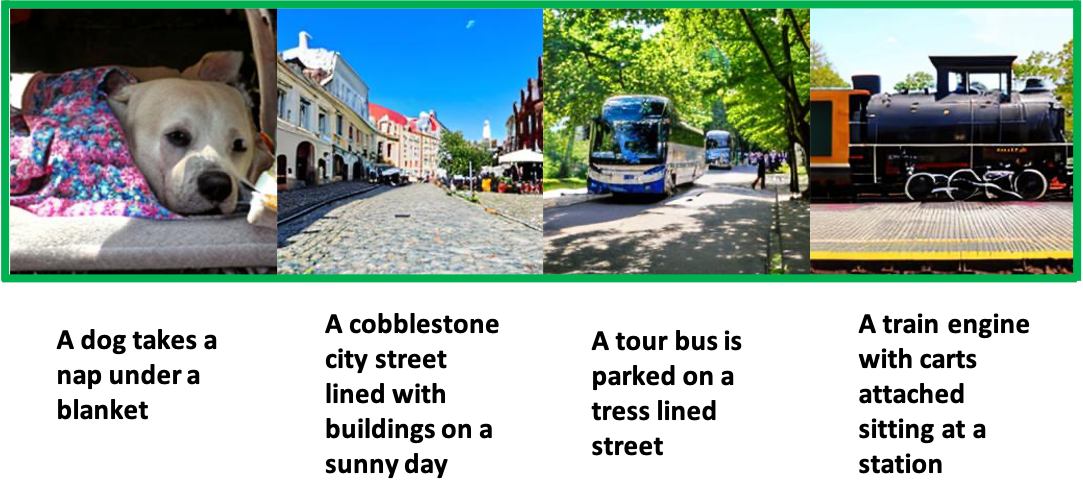 A dog takes a
nap under a
blanket
A cobblestone
city street
lined with
buildings on a
sunny day
A tour bus is
parked on a
tress lined
street
A train engine
with carts
attached
sitting at a
station